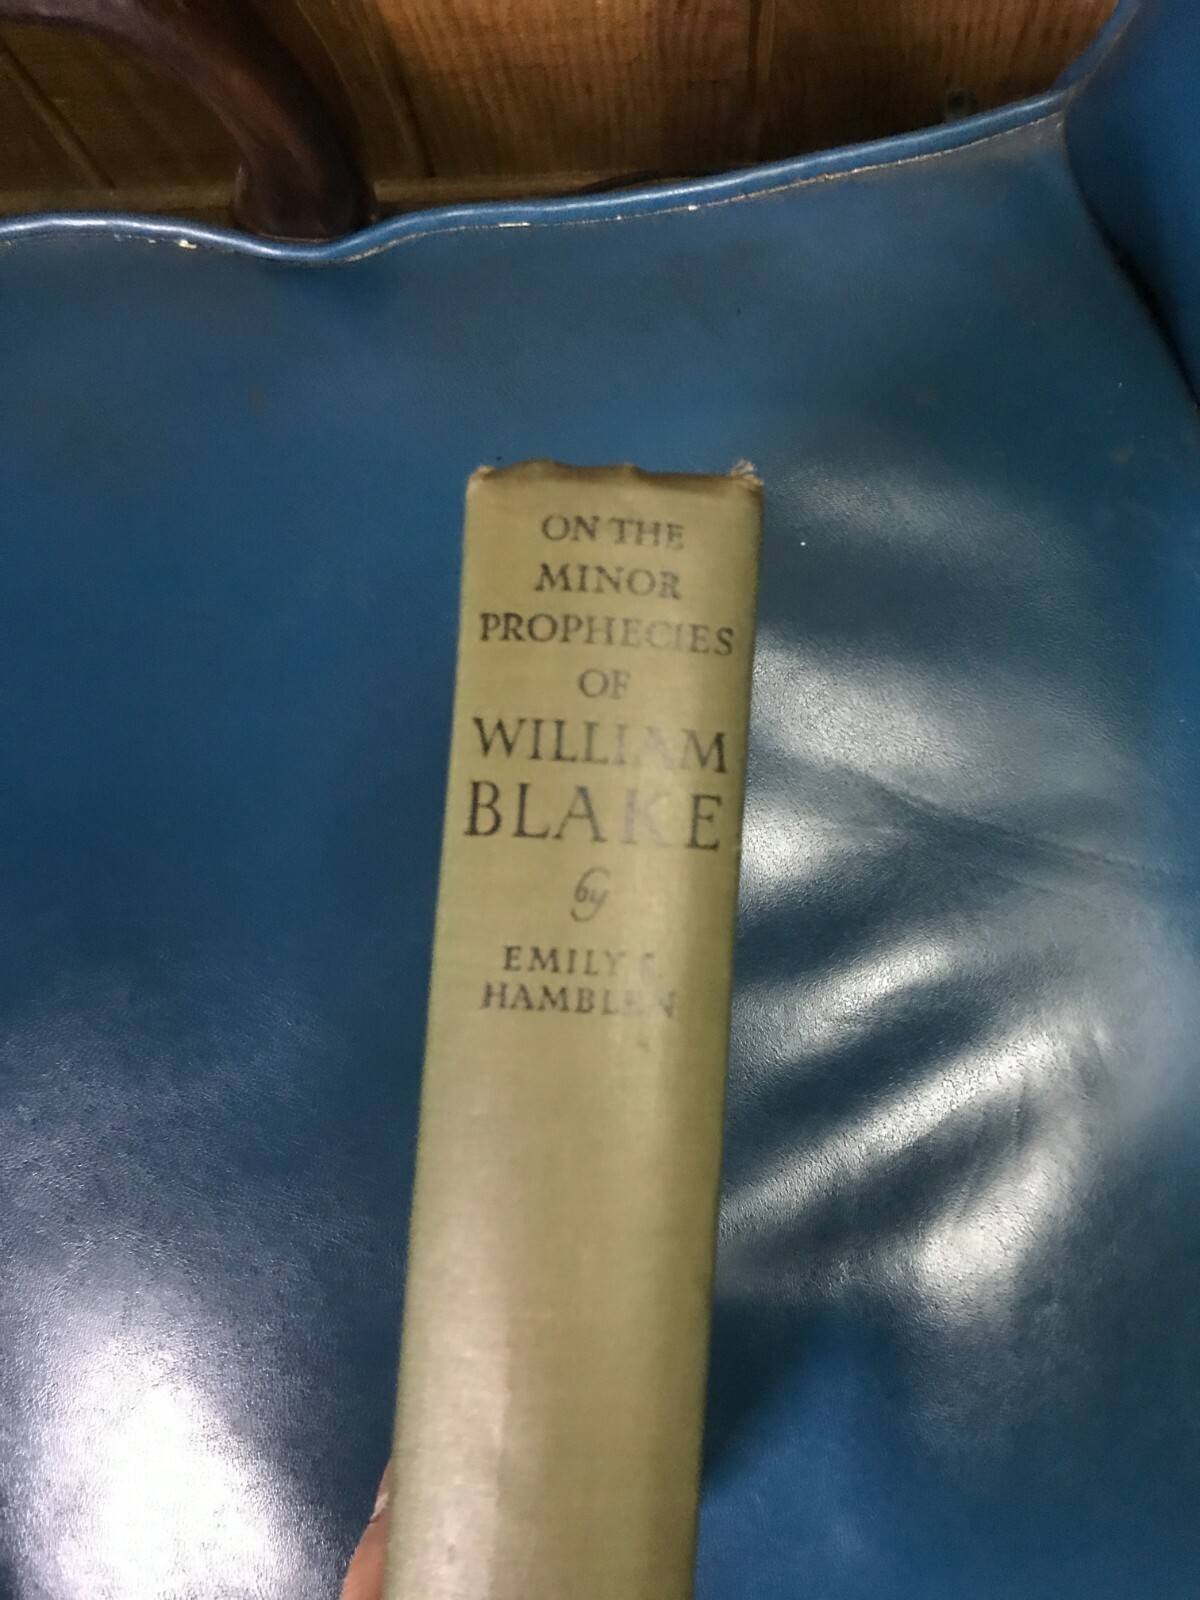 ON THE
MINOR
PROPHECIES
OF
WILLIAM
BLAKE
by
EMILY S.
HAMBLEN